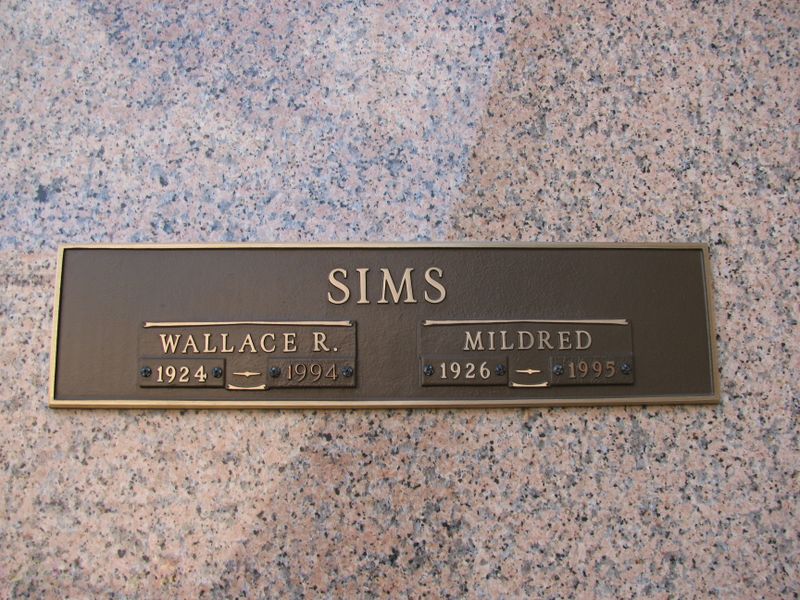 SIMS
WALLACE R.
1924 1994
MILDRED
1926 1995